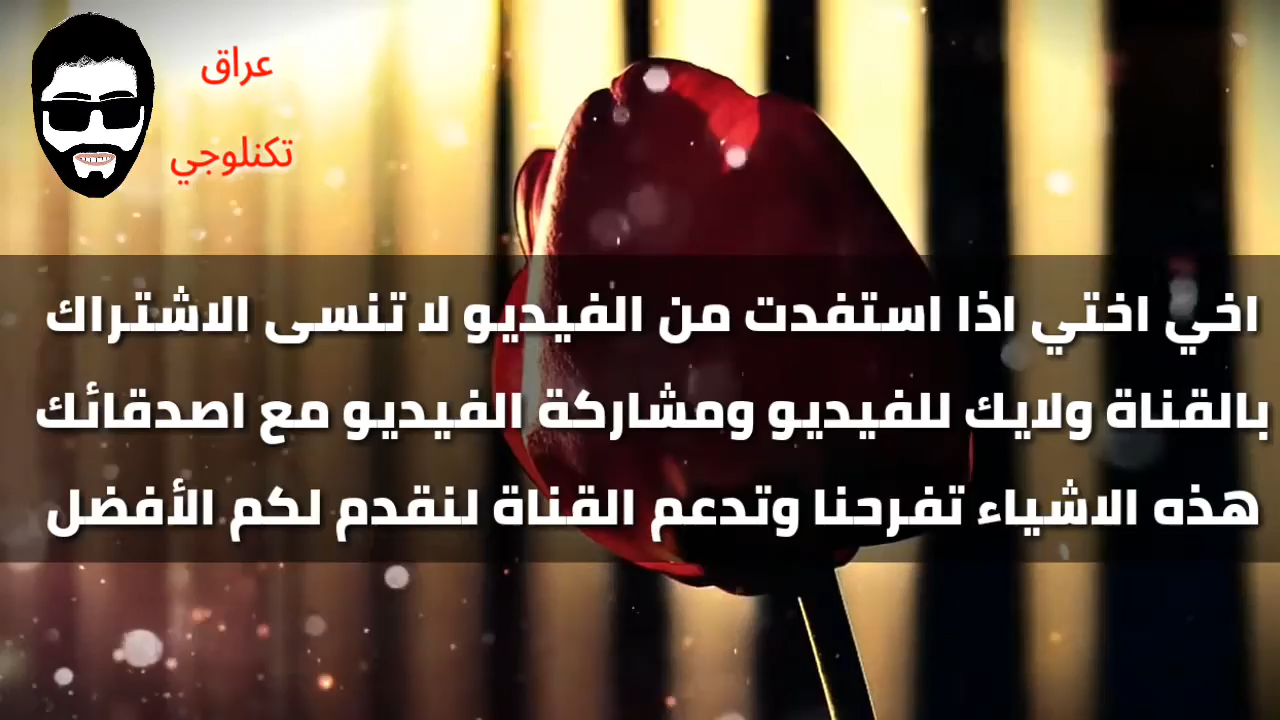 عراق
تكنلوجي
اخي اختي اذا استفدت من الفيديو لا تنسى الاشتراك
بالقناة ولايك للفيديو ومشاركة الفيديو مع اصدقائك
هذه الاشياء تفرحنا وتدعم القناة لنقدم لكم الأفضل